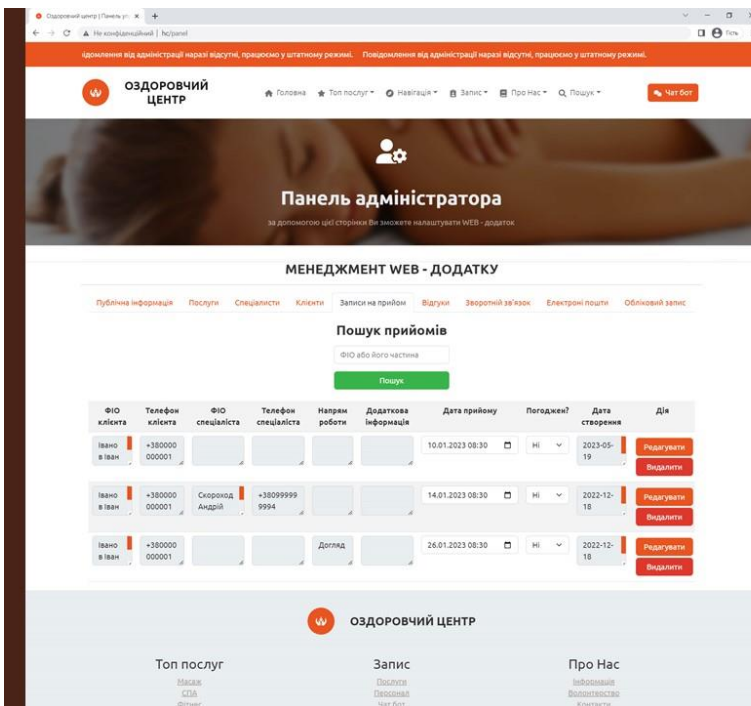 Оздоровчий центр | Панель уп
Не конфіденційний | hc/panel
Гість
ідомлення від адміністрації наразі відсутні, працюємо у штатному режимі. Повідомлення від адміністрації наразі відсутні, працюємо у штатному режимі.
ОЗДОРОВЧИЙ
ЦЕНТР
Головна Топ послуг Навігація Запис Про Нас Пошук Чат бот
Панель адміністратора
за допомогою цієї сторінки Ви зможете налаштувати WEB - додаток
МЕНЕДЖМЕНТ WEB - ДОДАТКУ
Публічна інформація Послуги Спеціалісти Клієнти Записи на прийом Відгуки Зворотній зв'язок Електроні пошти Обліковий запис
Пошук прийомів
ФІО або його частина
Пошук
ФІО Телефон ФІО Телефон Напрям Додаткова Дата прийому Погоджен? Дата Дія
клієнта клієнта спеціаліста спеціаліста роботи інформація створення
Івано +380000 10.01.2023 08:30 Ні 2023-05- Редагувати
в Іван 000001 19 Видалити
Івано +380000 Скороход +38099999 14.01.2023 08:30 Ні 2022-12- Редагувати
в Іван 000001 Андрій 9994 18 Видалити
Івано +380000 Догляд 26.01.2023 08:30 Ні 2022-12- Редагувати
в Іван 000001 18 Видалити
ОЗДОРОВЧИЙ ЦЕНТР
Топ послуг Запис Про Нас
Масаж Послуги Інформація
СПА Персонал Волонтерство
Фітнес Чат бот Контакти